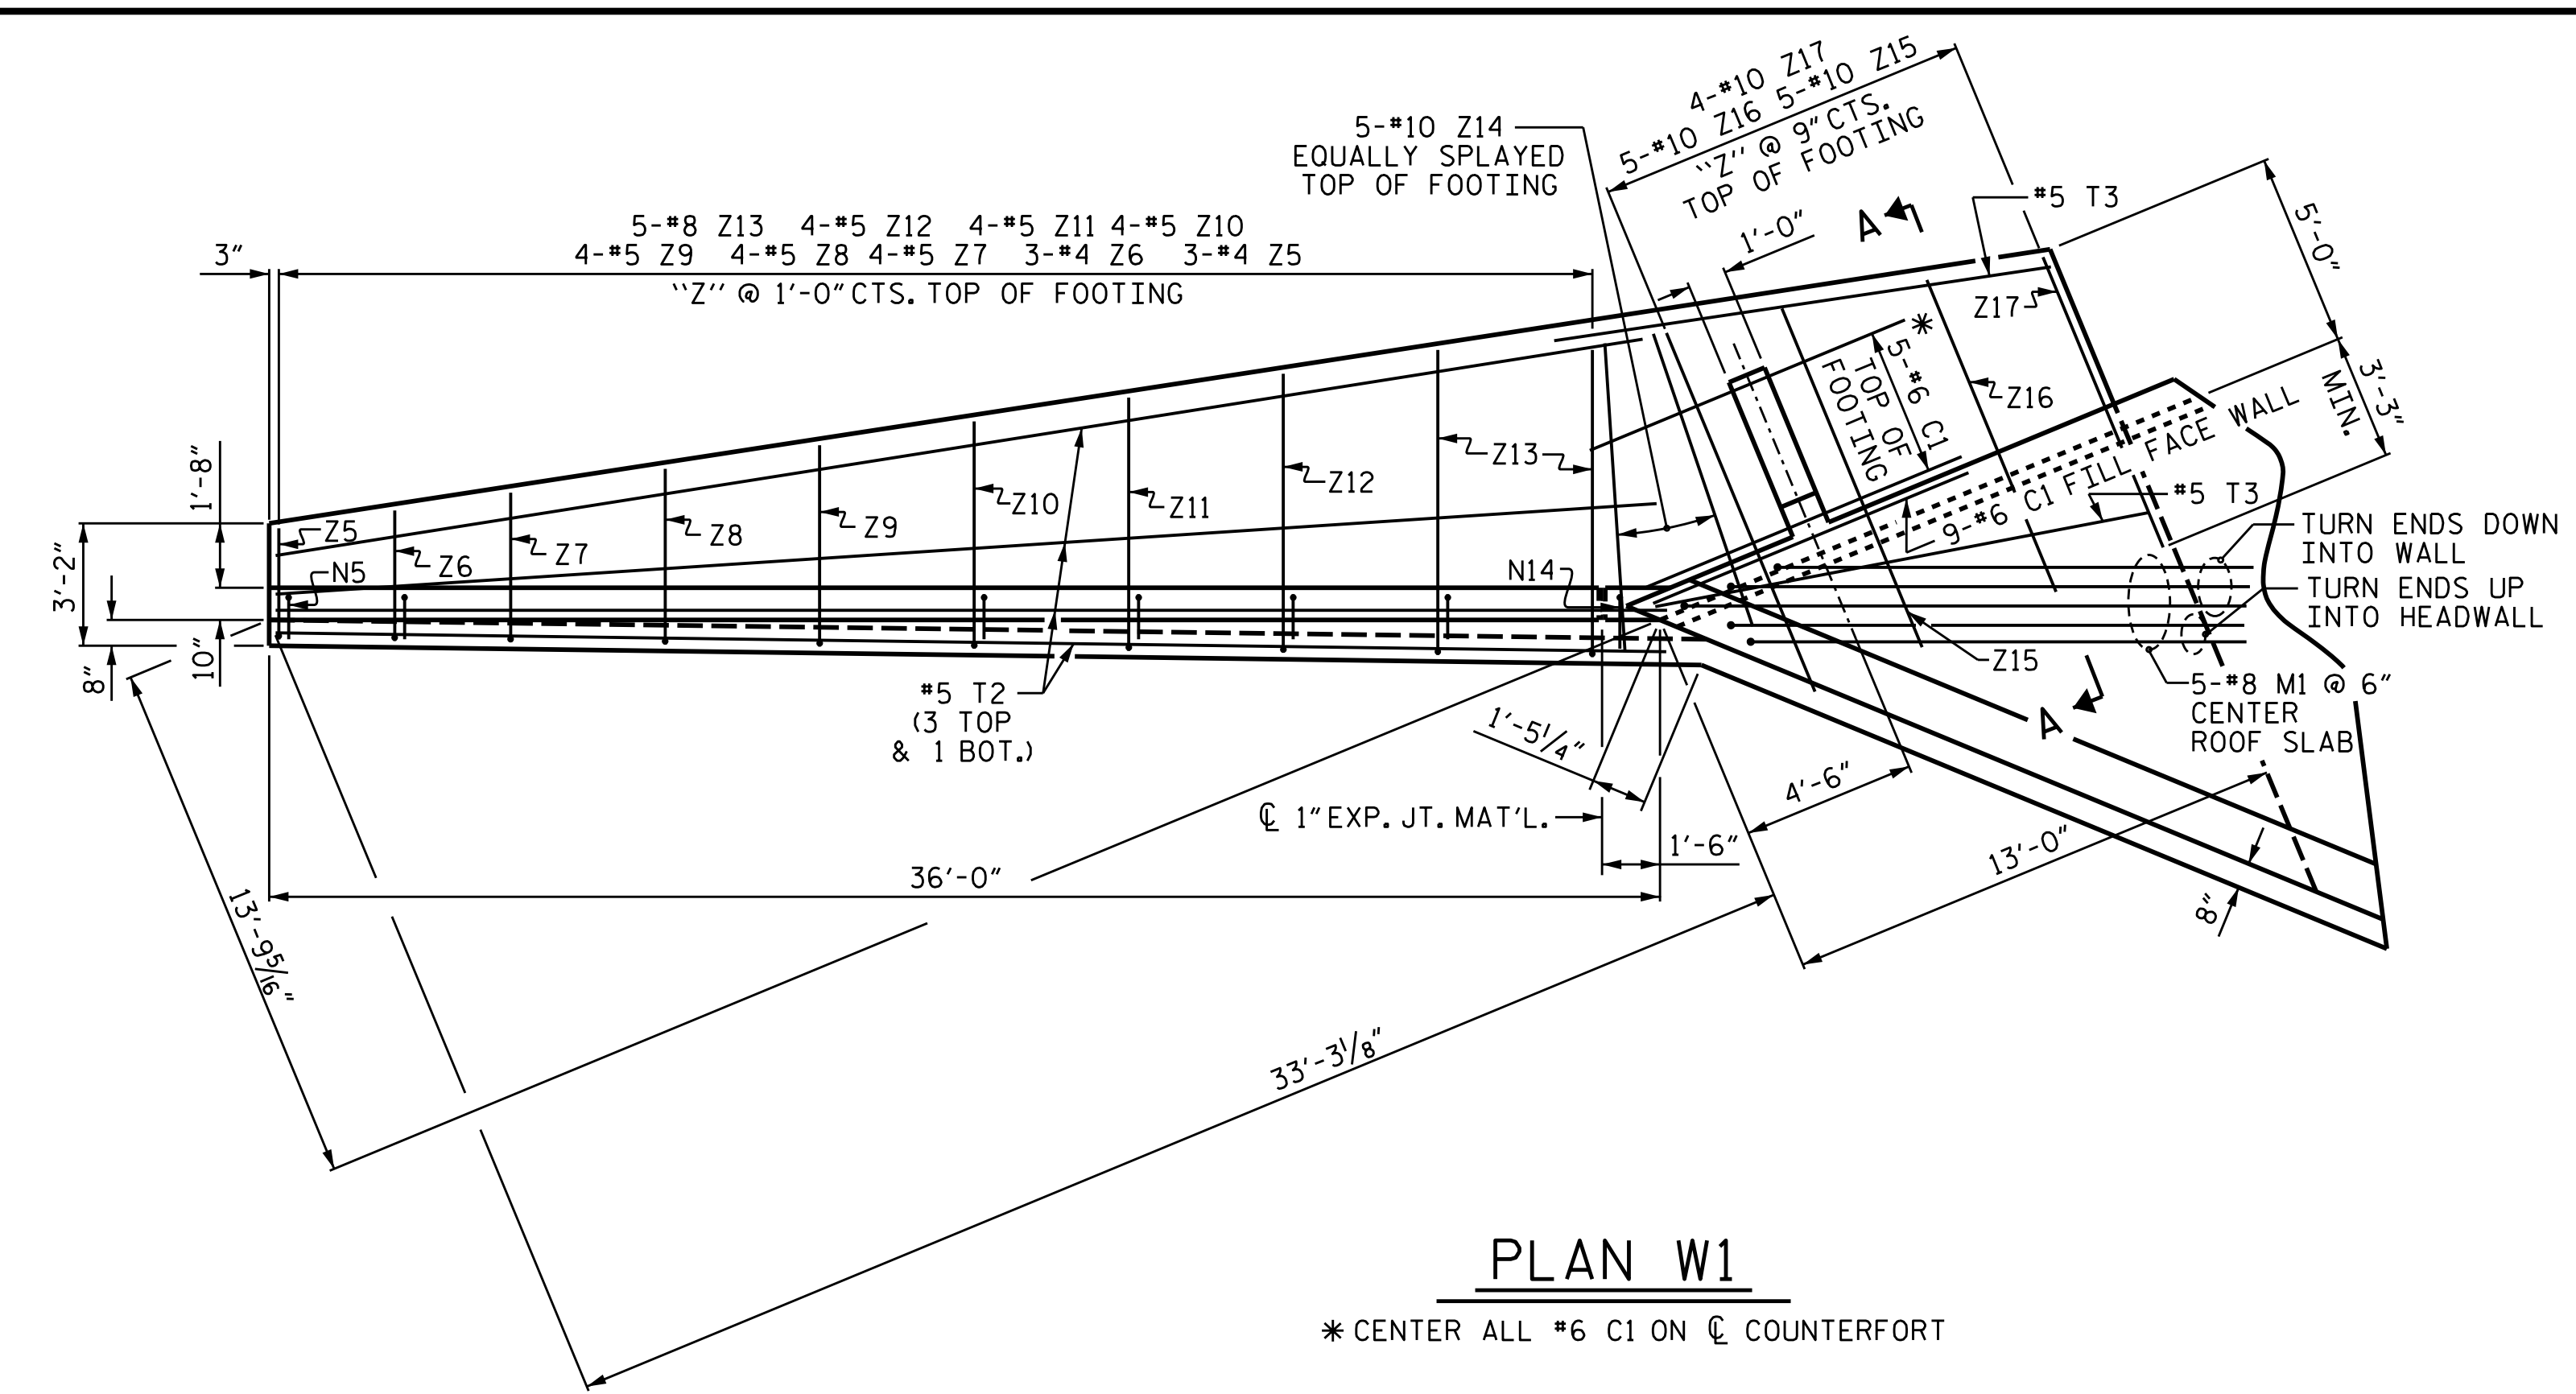 4-#10 Z17
5-#10 Z16 5-#10 Z15
"Z" @ 9" CTS.
TOP OF FOOTING
5-#10 Z14
EQUALLY SPLAYED
TOP OF FOOTING
1'-0"
A
#5 T3
5'-0"
5-#8 Z13 4-#5 Z12 4-#5 Z11 4-#5 Z10
4-#5 Z9 4-#5 Z8 4-#5 Z7 3-#4 Z6 3-#4 Z5
"Z" @ 1'-0" CTS. TOP OF FOOTING
3"
Z17
*
5-#6 C1
TOP OF
FOOTING
Z16
3'-3"
MIN.
FILL FACE WALL
9-#6 C1
#5 T3
1'-8"
3'-2"
8"
10"
Z5
Z6
Z7
Z8
Z9
Z10
Z11
Z12
Z13
N5
N14
TURN ENDS DOWN
INTO WALL
TURN ENDS UP
INTO HEADWALL
Z15
5-#8 M1 @ 6"
CENTER
ROOF SLAB
#5 T2
(3 TOP
& 1 BOT.)
A
1'-5 1/4"
4'-6"
℄ 1" EXP. JT. MAT'L.
1'-6"
13'-0"
8"
36'-0"
13'-9 5/16"
33'-3 1/8"
PLAN W1
* CENTER ALL #6 C1 ON ℄ COUNTERFORT